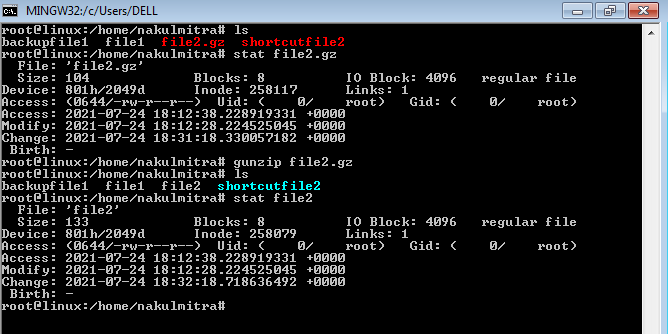 MINGW32:/c/Users/DELL
root@linux:/home/nakulmitra# ls
backupfile1  file1  file2.gz  shortcutfile2
root@linux:/home/nakulmitra# stat file2.gz
  File: 'file2.gz'
  Size: 104             Blocks: 8          IO Block: 4096   regular file
Device: 801h/2049d      Inode: 258117      Links: 1
Access: (0644/-rw-r--r--)  Uid: (    0/    root)   Gid: (    0/    root)
Access: 2021-07-24 18:12:38.228919331 +0000
Modify: 2021-07-24 18:12:28.224525045 +0000
Change: 2021-07-24 18:31:18.330057182 +0000
 Birth: -
root@linux:/home/nakulmitra# gunzip file2.gz
root@linux:/home/nakulmitra# ls
backupfile1  file1  file2  shortcutfile2
root@linux:/home/nakulmitra# stat file2
  File: 'file2'
  Size: 133             Blocks: 8          IO Block: 4096   regular file
Device: 801h/2049d      Inode: 258079      Links: 1
Access: (0644/-rw-r--r--)  Uid: (    0/    root)   Gid: (    0/    root)
Access: 2021-07-24 18:12:38.228919331 +0000
Modify: 2021-07-24 18:12:28.224525045 +0000
Change: 2021-07-24 18:32:18.718636492 +0000
 Birth: -
root@linux:/home/nakulmitra#